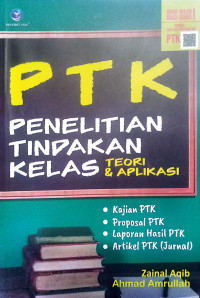 PTK
PENELITIAN
TINDAKAN
KELAS TEORI
& APLIKASI
• Kajian PTK
• Proposal PTK
• Laporan Hasil PTK
• Artikel PTK (Jurnal)
Zainal Aqib
Ahmad Amrullah